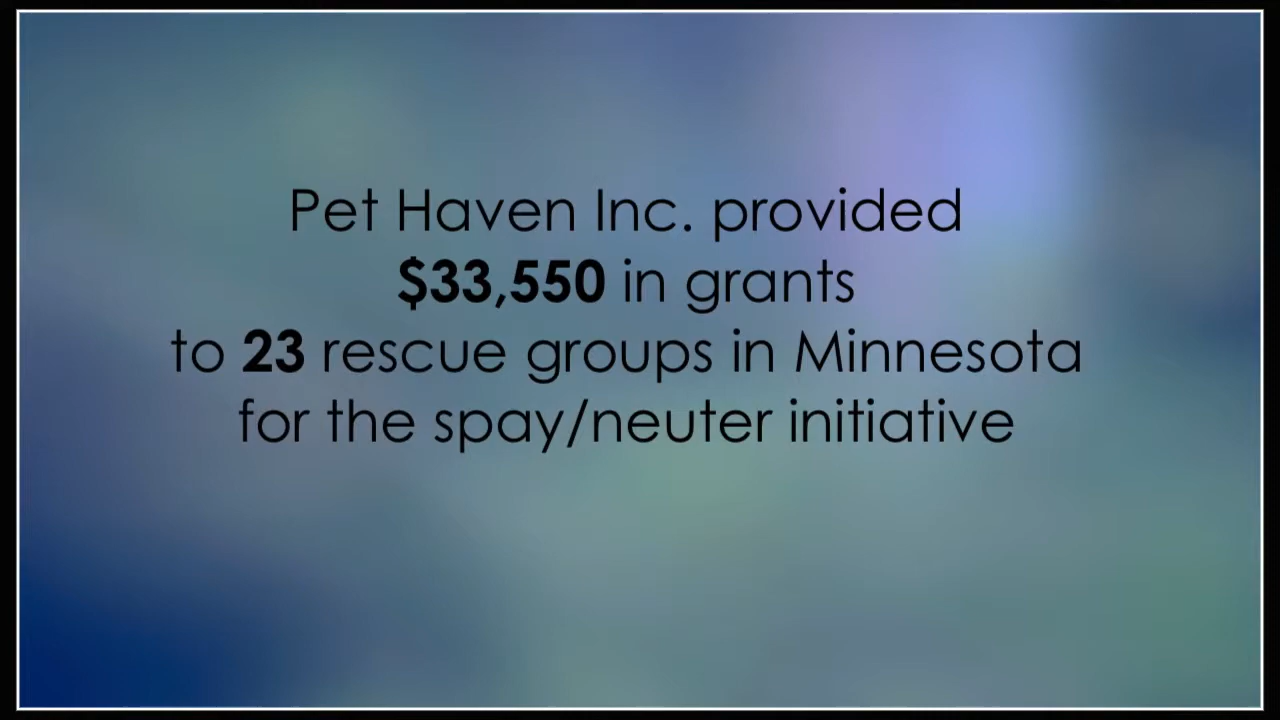 Pet Haven Inc. provided
$33,550 in grants
to 23 rescue groups in Minnesota
for the spay/neuter initiative